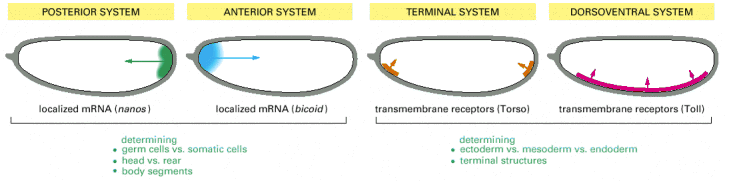 POSTERIOR SYSTEM
ANTERIOR SYSTEM
TERMINAL SYSTEM
DORSOVENTRAL SYSTEM
localized mRNA (nanos)
localized mRNA (bicoid)
transmembrane receptors (Torso)
transmembrane receptors (Toll)
determining
• germ cells vs. somatic cells
• head vs. rear
• body segments
determining
• ectoderm vs. mesoderm vs. endoderm
• terminal structures